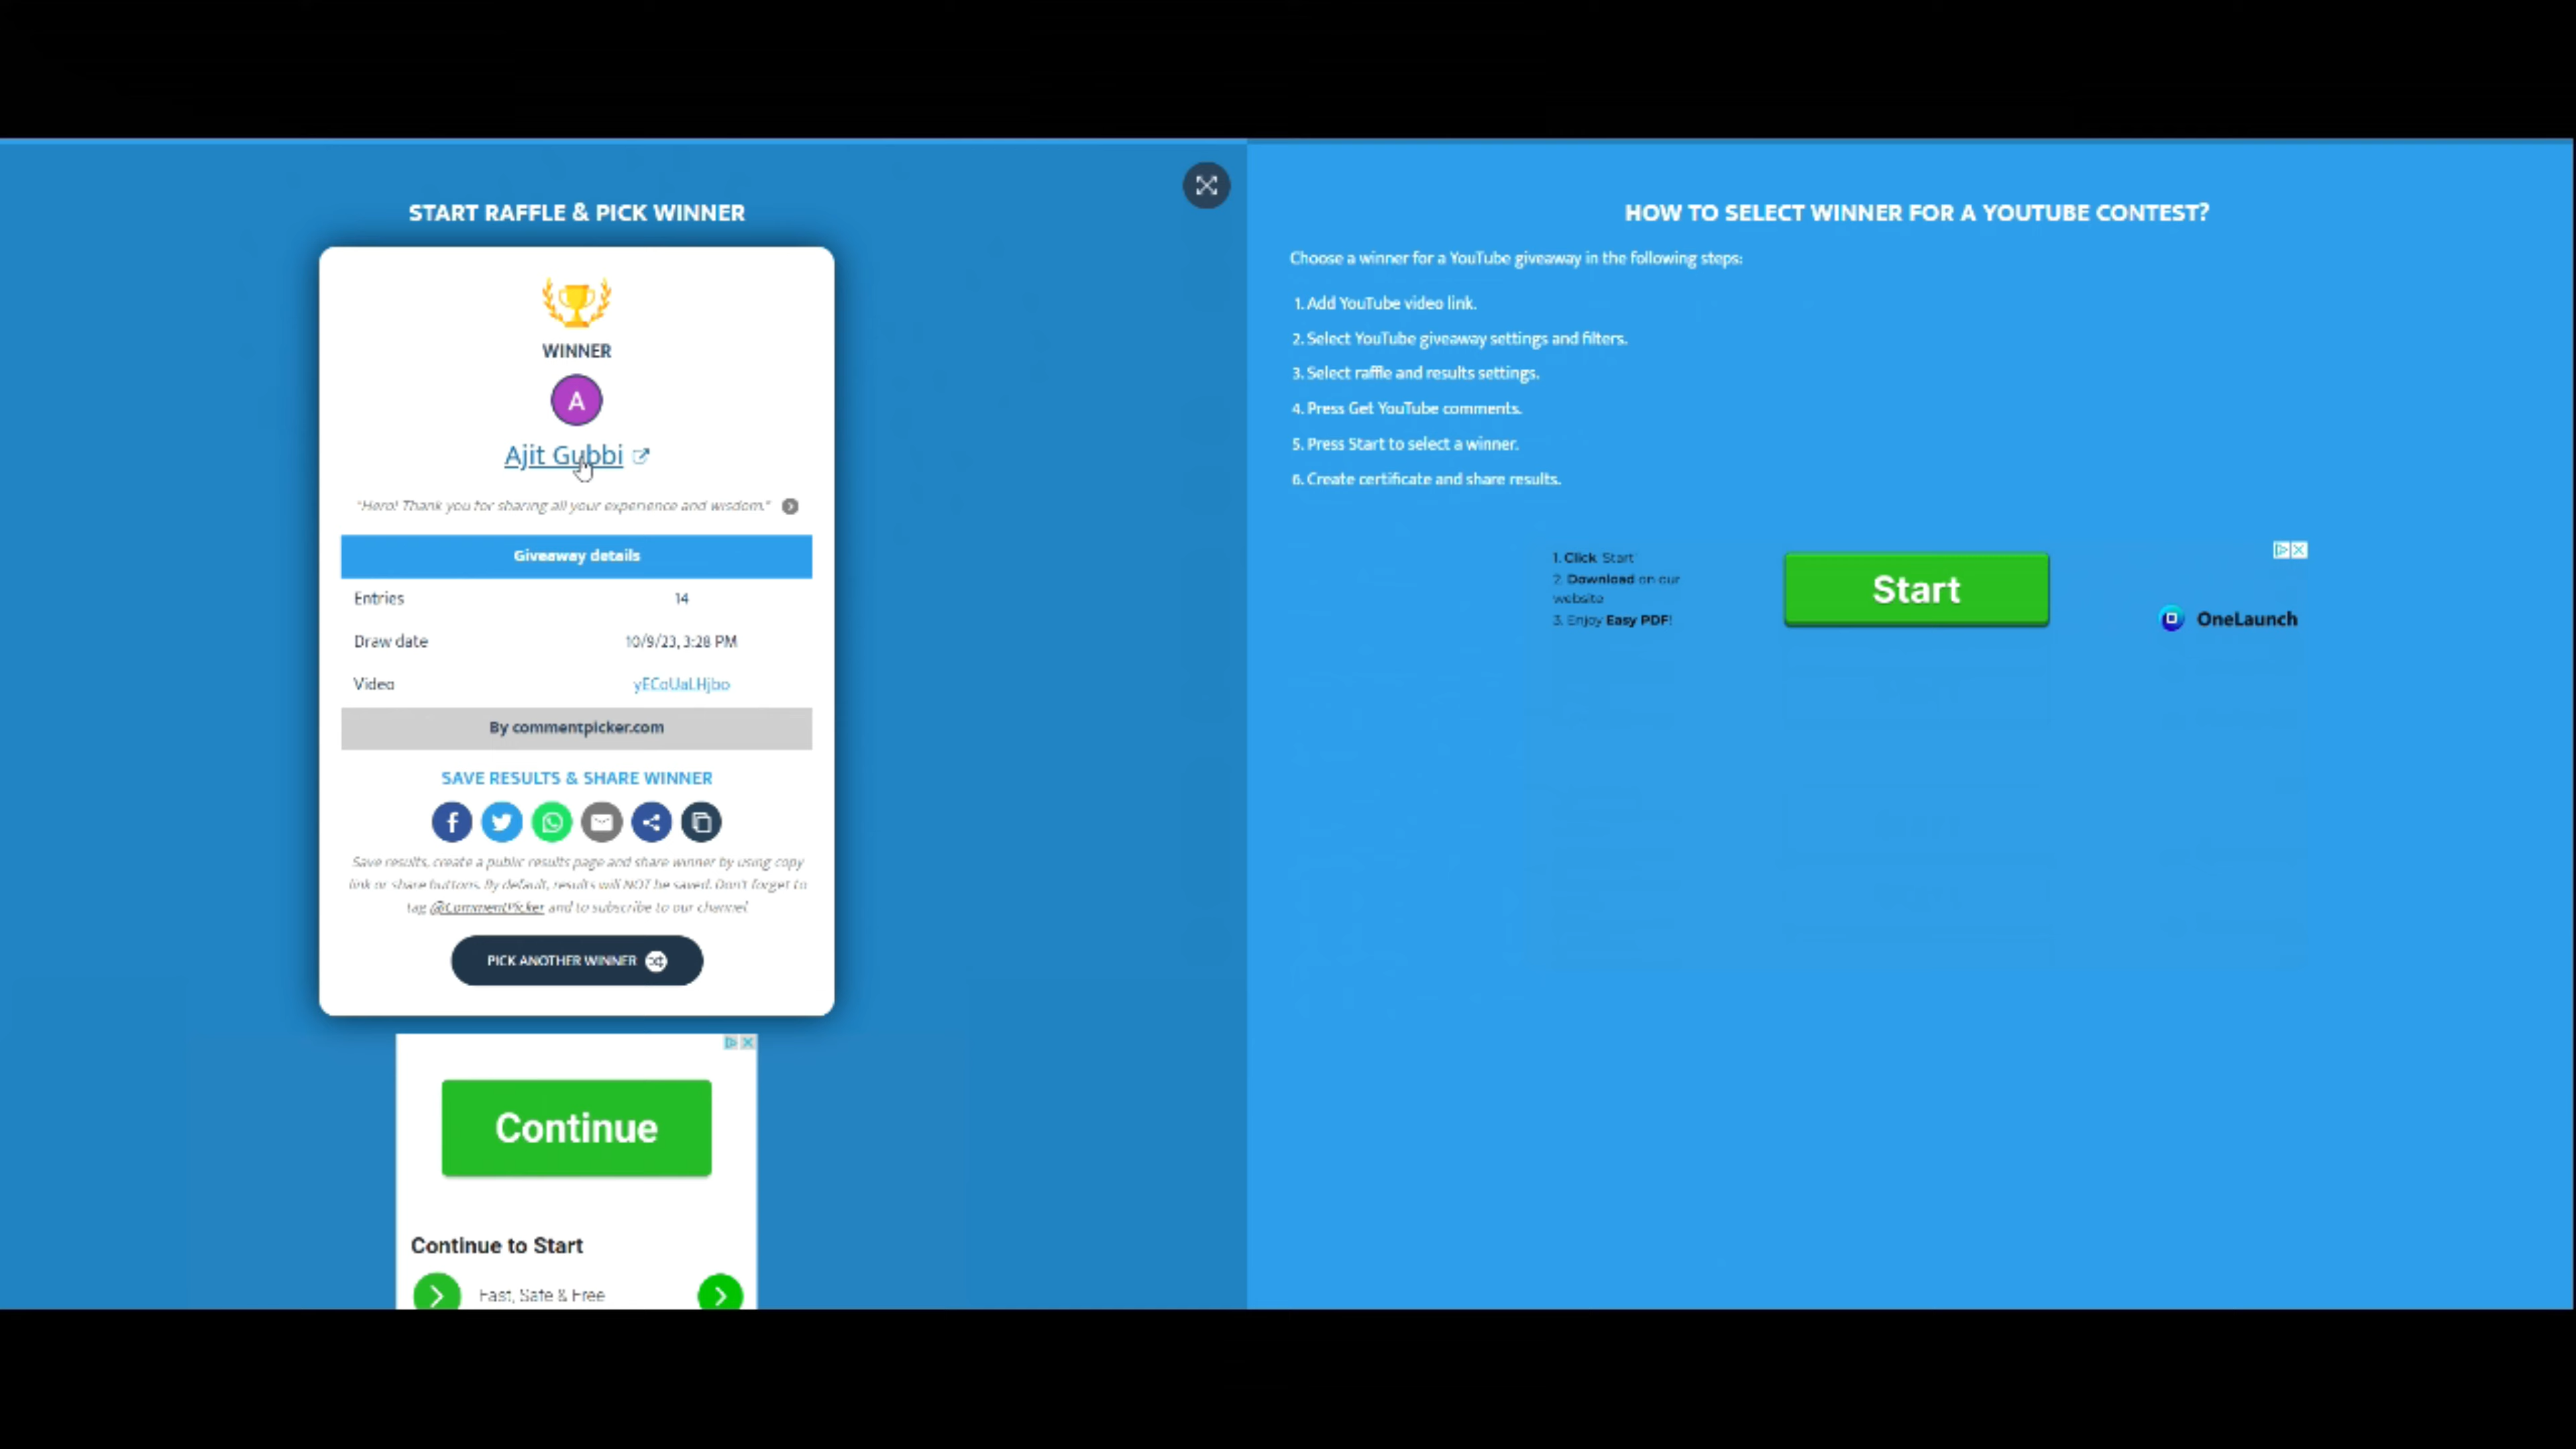 START RAFFLE & PICK WINNER
WINNER
A
Ajit Gubbi
"Hero! Thank you for sharing all your experience and wisdom."
Giveaway details
Entries 14
Draw date 10/9/23, 3:28 PM
Video yECoUaLHjbo
By commentpicker.com
SAVE RESULTS & SHARE WINNER
Save results, create a public results page and share winner by using copy
link or share buttons. By default, results will NOT be saved. Don't forget to
tag @CommentPicker and to subscribe to our channel
PICK ANOTHER WINNER
Continue
Continue to Start
Fast, Safe & Free
HOW TO SELECT WINNER FOR A YOUTUBE CONTEST?
Choose a winner for a YouTube giveaway in the following steps:
1. Add YouTube video link.
2. Select YouTube giveaway settings and filters.
3. Select raffle and results settings.
4. Press Get YouTube comments.
5. Press Start to select a winner.
6. Create certificate and share results.
1. Click Start
2. Download on our
website
3. Enjoy Easy PDF!
Start
OneLaunch